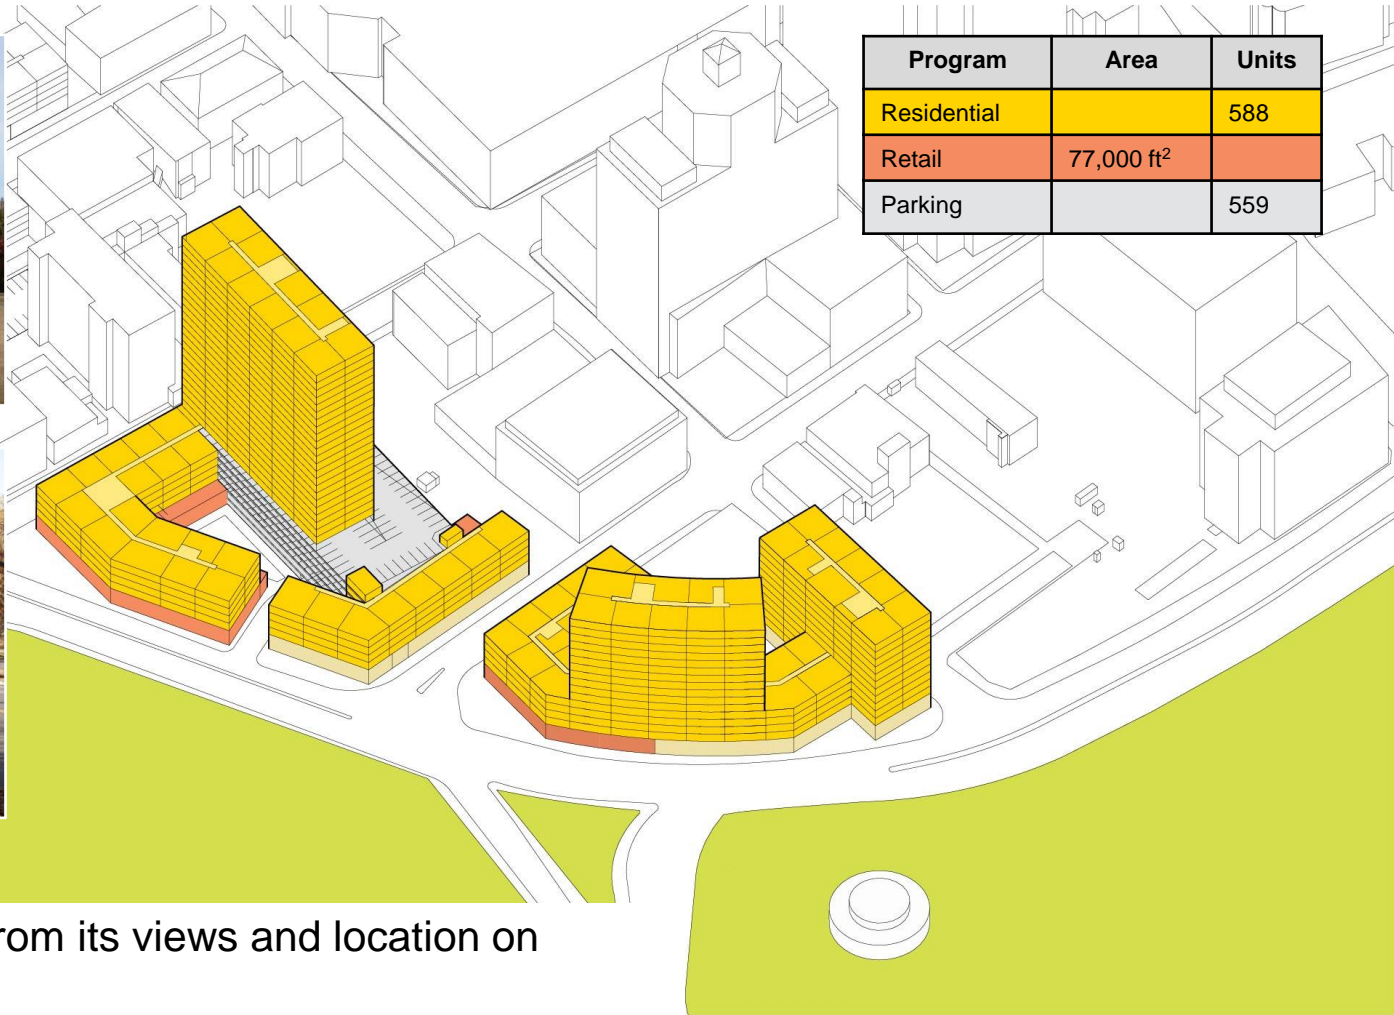 Program Area Units
Residential 588
Retail 77,000 ft²
Parking 559
rom its views and location on